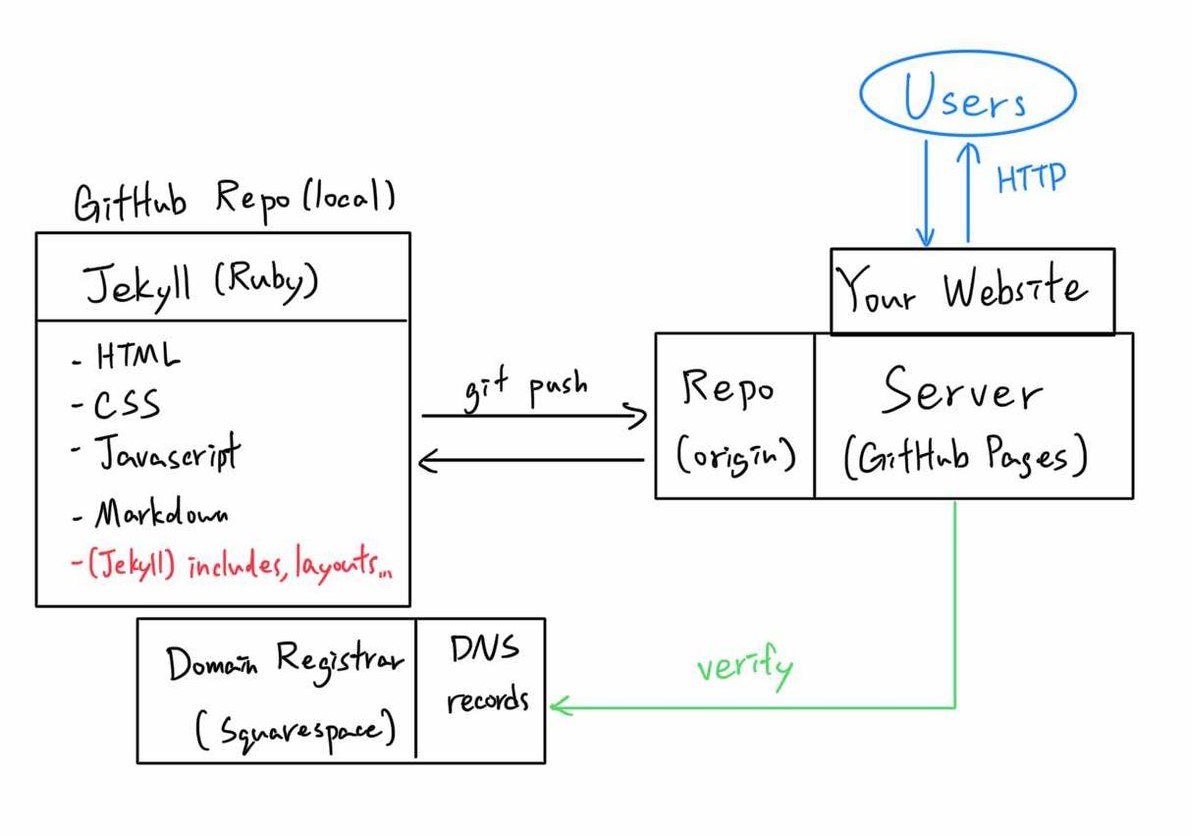 Users
HTTP
GitHub Repo (local)
Jekyll (Ruby)
- HTML
- CSS
- Javascript
- Markdown
- (Jekyll) includes, layouts...
git push
Your Website
Repo
(origin)
Server
(GitHub Pages)
Domain Registrar
(Squarespace)
DNS
records
verify